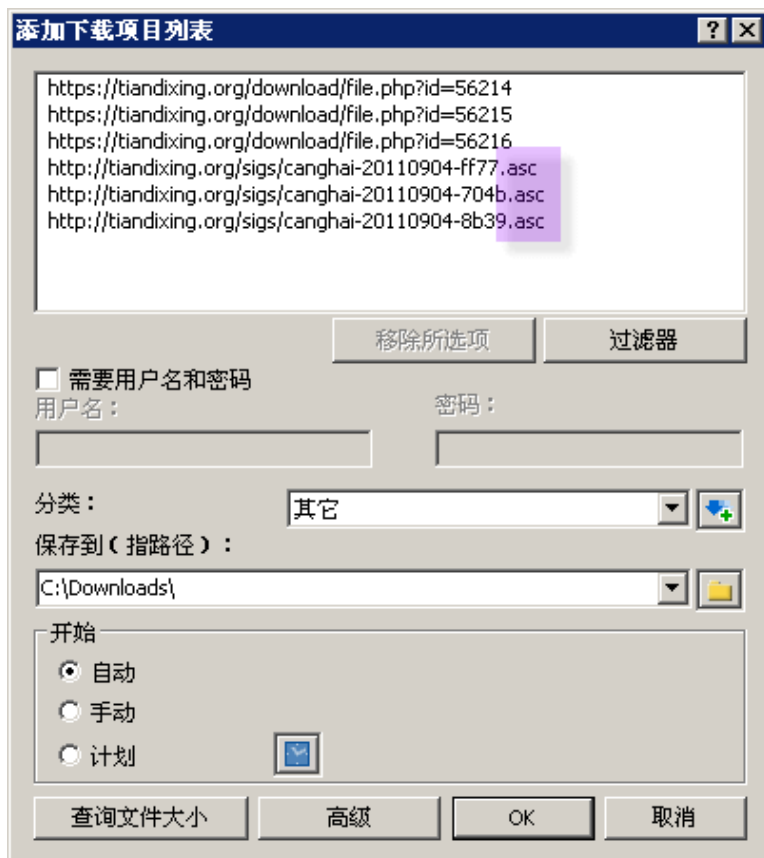 添加下载项目列表
https://tiandixing.org/download/file.php?id=56214
https://tiandixing.org/download/file.php?id=56215
https://tiandixing.org/download/file.php?id=56216
http://tiandixing.org/sigs/canghai-20110904-ff77.asc
http://tiandixing.org/sigs/canghai-20110904-704b.asc
http://tiandixing.org/sigs/canghai-20110904-8b39.asc
移除所选项 过滤器
需要用户名和密码
用户名： 密码：
分类： 其它
保存到(指路径)：
C:\Downloads\
开始
自动
手动
计划
查询文件大小 高级 OK 取消